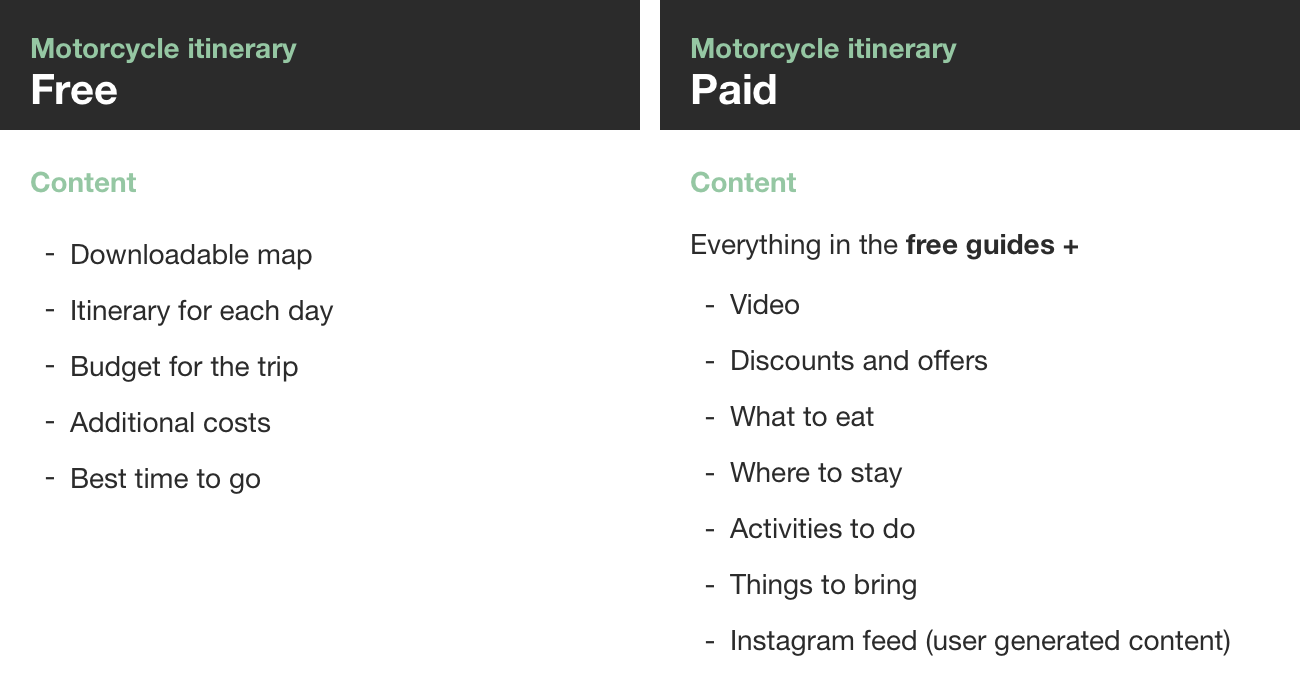 Motorcycle itinerary
Free
Content
- Downloadable map
- Itinerary for each day
- Budget for the trip
- Additional costs
- Best time to go
Motorcycle itinerary
Paid
Content
Everything in the free guides +
- Video
- Discounts and offers
- What to eat
- Where to stay
- Activities to do
- Things to bring
- Instagram feed (user generated content)